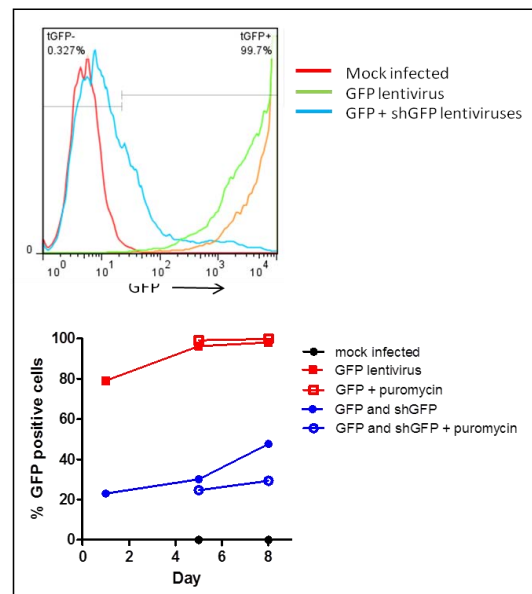 tGFP-
0.327%
tGFP+
99.7%
Mock infected
GFP lentivirus
GFP + shGFP lentiviruses
0
10^0 10^1 10^2 10^3 10^4
GFP
100
80
60
40
20
0
% GFP positive cells
0 2 4 6 8
Day
mock infected
GFP lentivirus
GFP + puromycin
GFP and shGFP
GFP and shGFP + puromycin